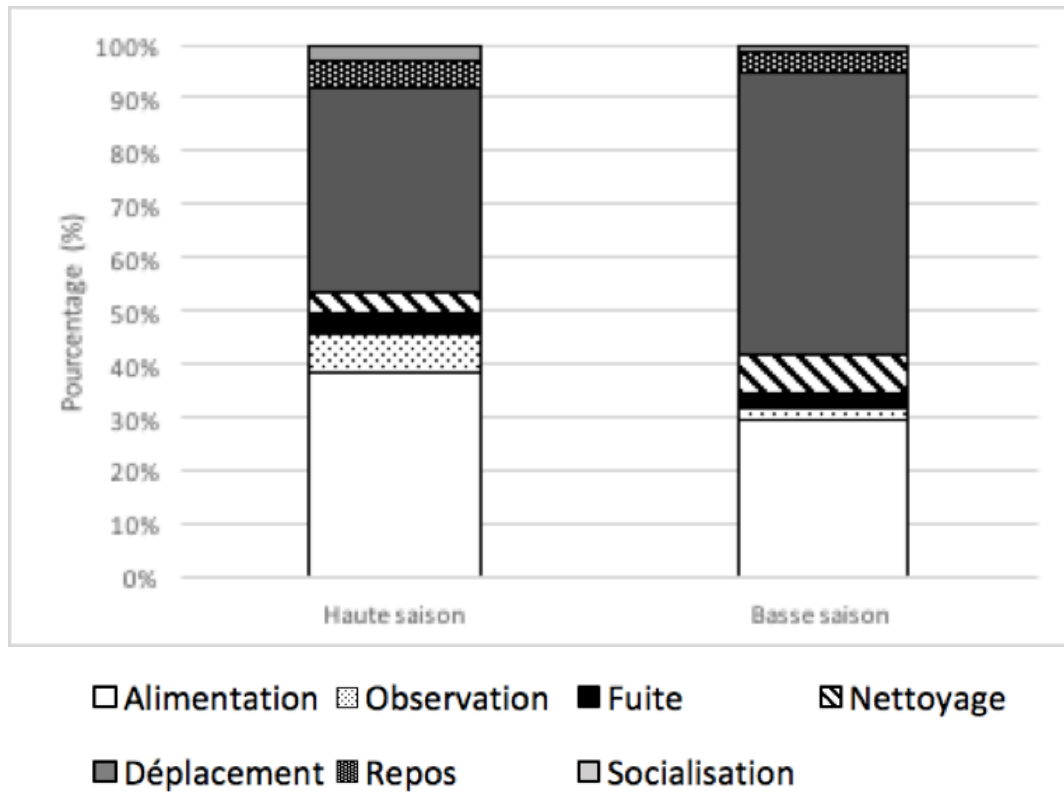 100%
90%
80%
70%
60%
50%
40%
30%
20%
10%
0%
Pourcentage (%)
Haute saison Basse saison
Alimentation Observation Fuite Nettoyage
Déplacement Repos Socialisation